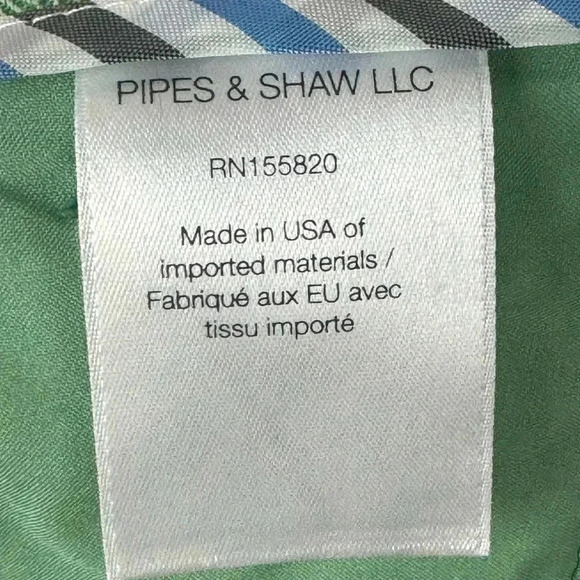 PIPES & SHAW LLC
RN155820
Made in USA of
imported materials /
Fabriqué aux EU avec
tissu importé